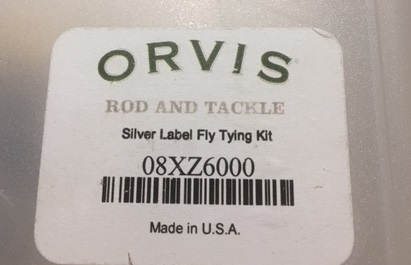 ORVIS
ROD AND TACKLE
Silver Label Fly Tying Kit
08XZ6000
Made in U.S.A.